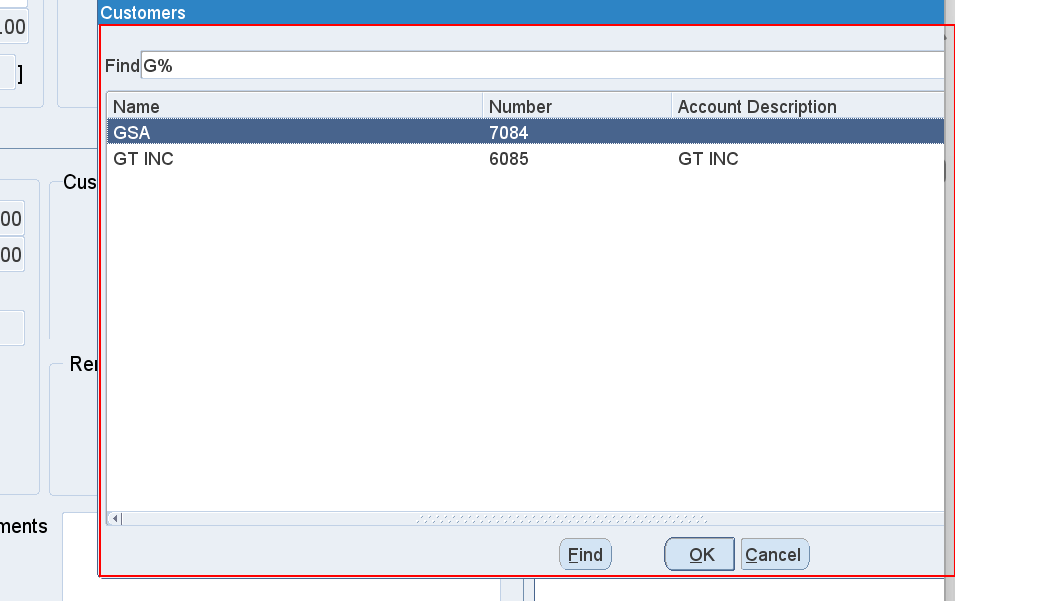 Customers
.00
Find G%
]
Name Number Account Description
GSA 7084
GT INC 6085 GT INC
Cus
00
00
Rer
ments
Find OK Cancel